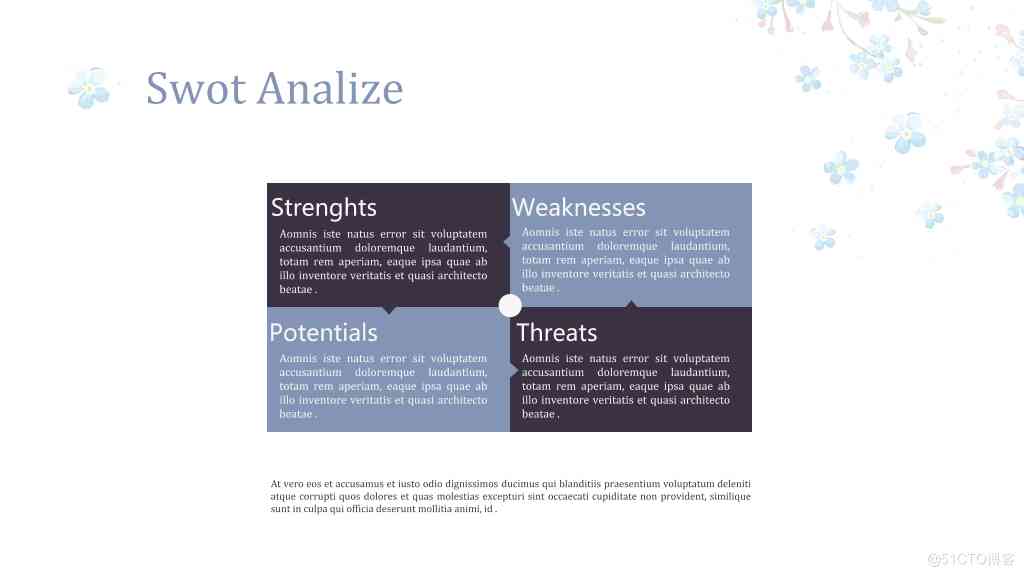 Swot Analize
Strenghts
Aomnis iste natus error sit voluptatem
accusantium doloremque laudantium,
totam rem aperiam, eaque ipsa quae ab
illo inventore veritatis et quasi architecto
beatae .
Weaknesses
Aomnis iste natus error sit voluptatem
accusantium doloremque laudantium,
totam rem aperiam, eaque ipsa quae ab
illo inventore veritatis et quasi architecto
beatae .
Potentials
Aomnis iste natus error sit voluptatem
accusantium doloremque laudantium,
totam rem aperiam, eaque ipsa quae ab
illo inventore veritatis et quasi architecto
beatae .
Threats
Aomnis iste natus error sit voluptatem
accusantium doloremque laudantium,
totam rem aperiam, eaque ipsa quae ab
illo inventore veritatis et quasi architecto
beatae .
At vero eos et accusamus et iusto odio dignissimos ducimus qui blanditiis praesentium voluptatum deleniti
atque corrupti quos dolores et quas molestias excepturi sint occaecati cupiditate non provident, similique
sunt in culpa qui officia deserunt mollitia animi, id .
@51CTO博客